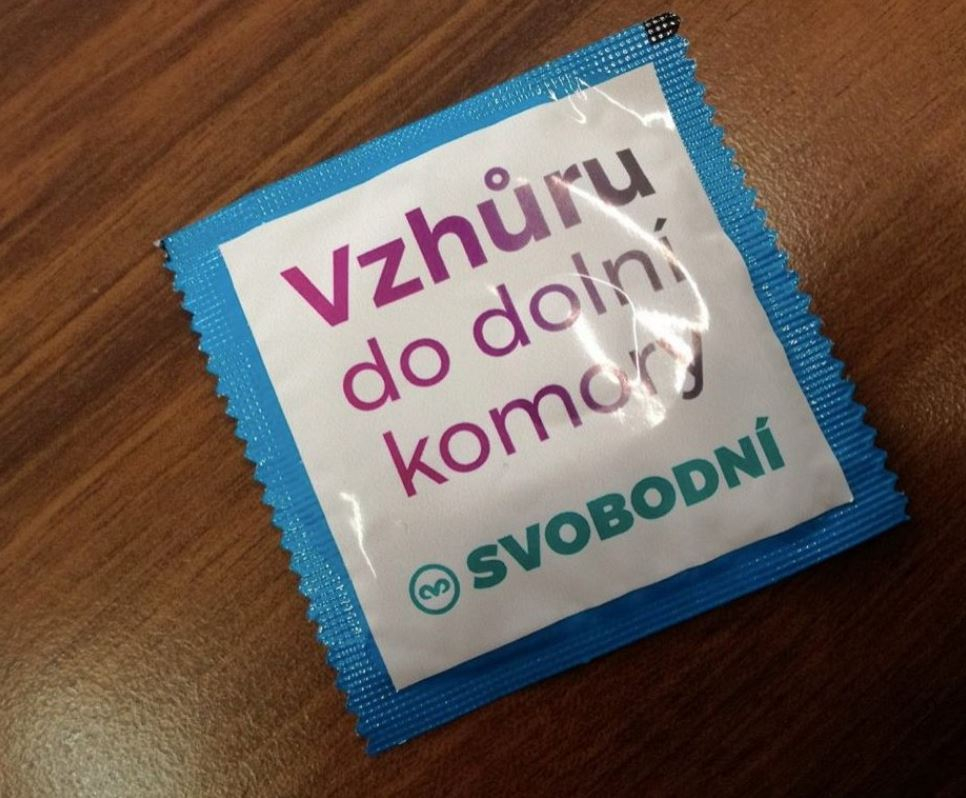 Vzhůru
do dolní
komory
SVOBODNÍ